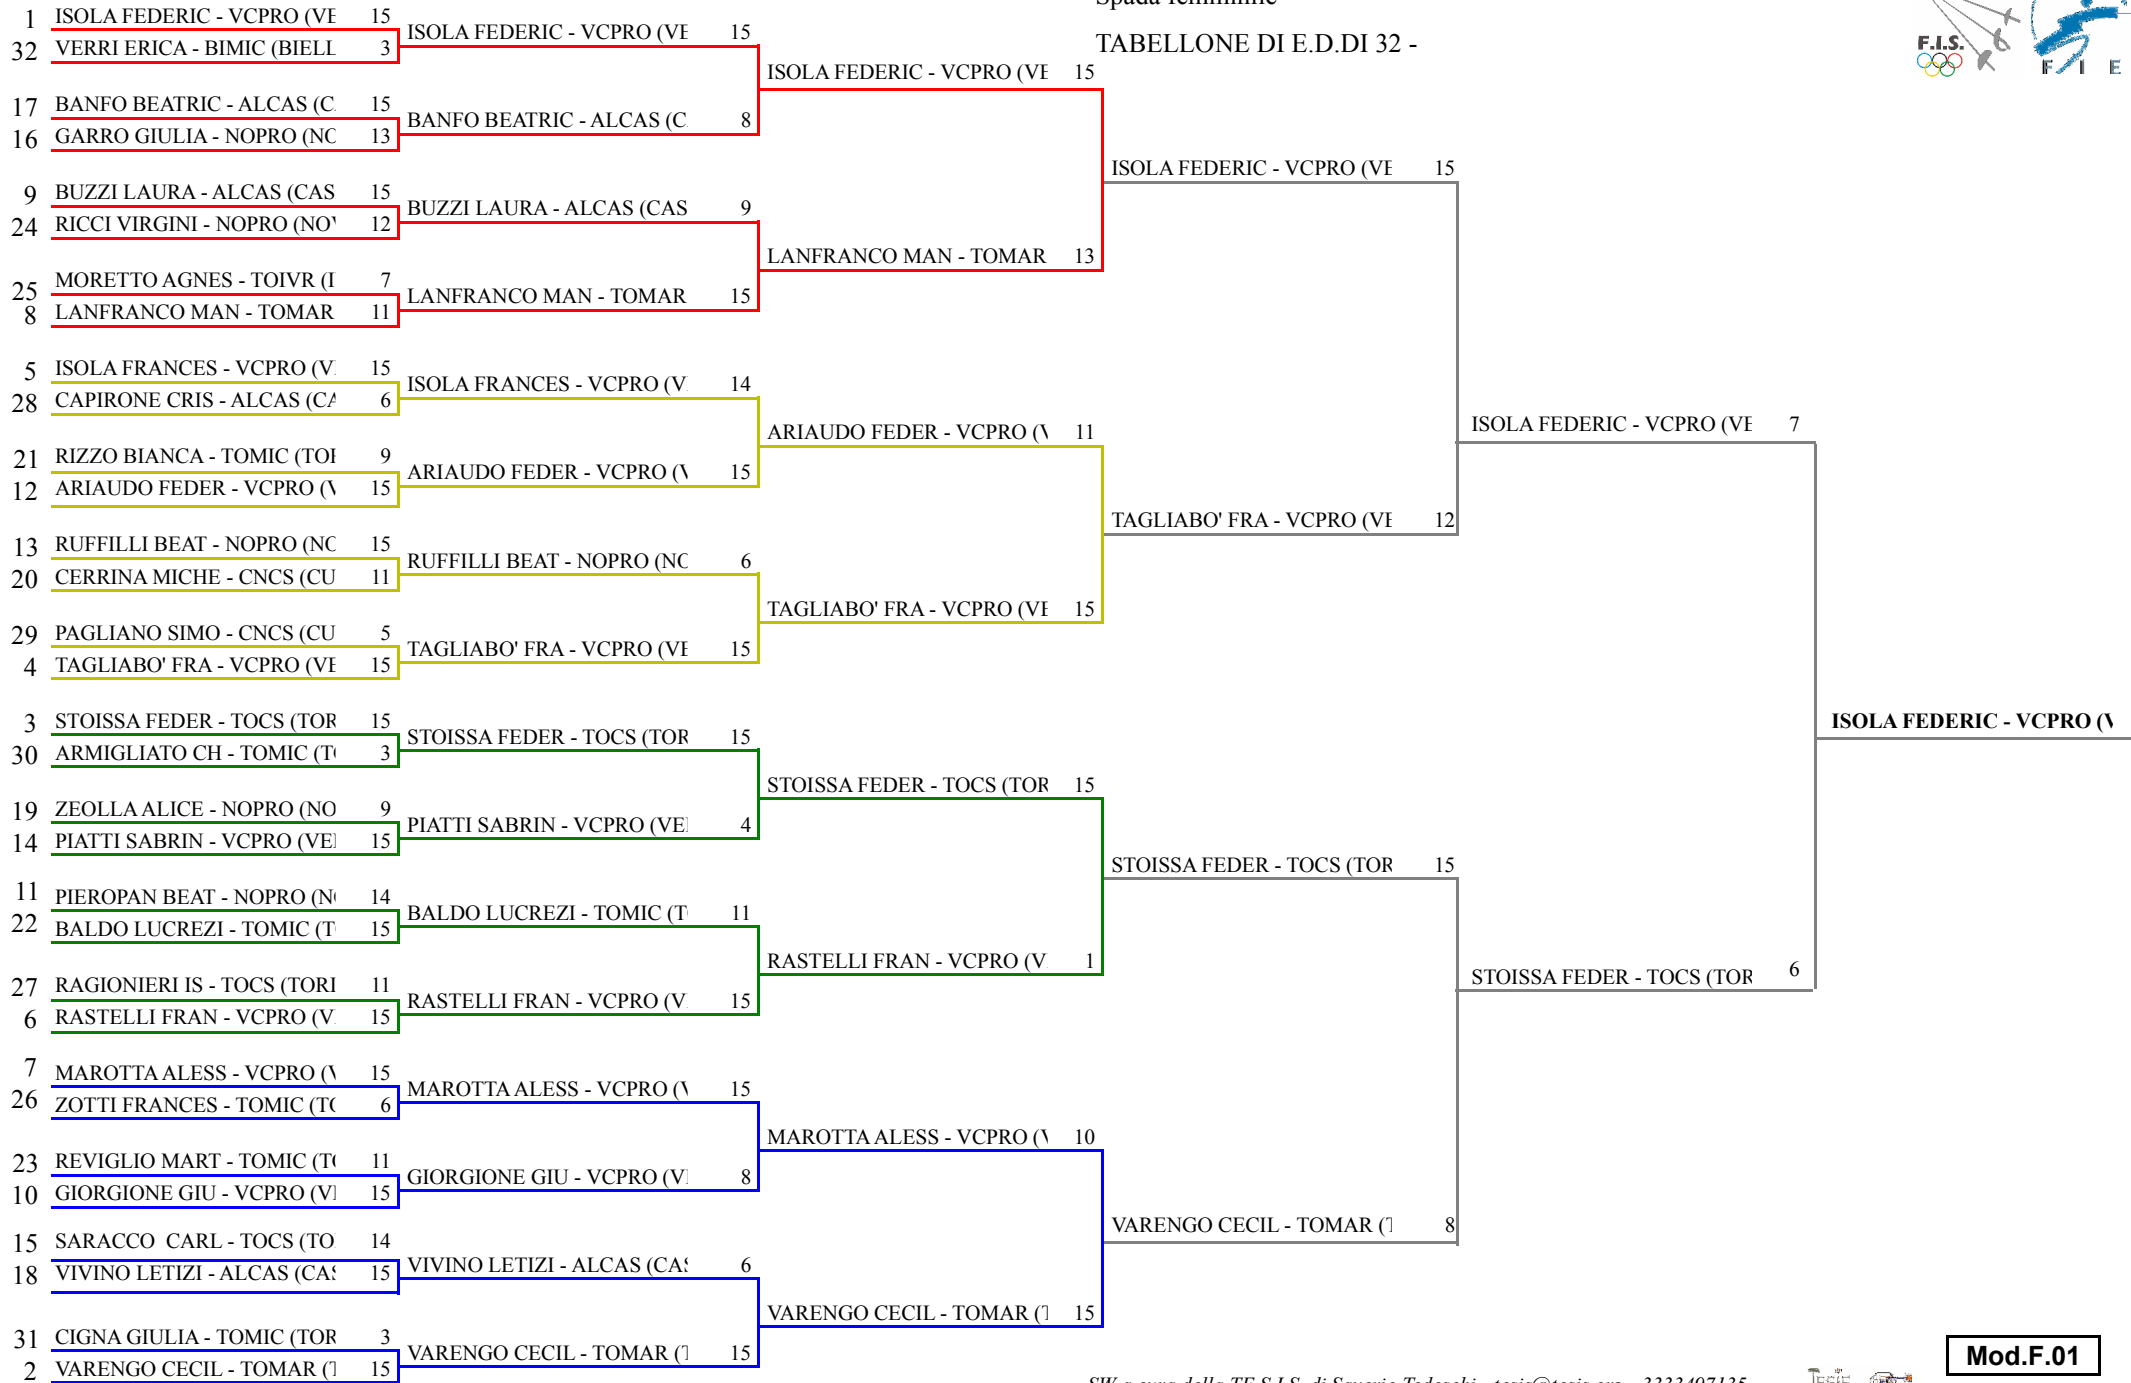 TABELLONE DI E.D.DI 32 -
F.I.S.
F I E
1 ISOLA FEDERIC - VCPRO (VE 15
32 VERRI ERICA - BIMIC (BIELL 3
17 BANFO BEATRIC - ALCAS (C 15
16 GARRO GIULIA - NOPRO (NO 13
9 BUZZI LAURA - ALCAS (CAS 15
24 RICCI VIRGINI - NOPRO (NOV 12
25 MORETTO AGNES - TOIVR (I 7
8 LANFRANCO MAN - TOMAR 11
5 ISOLA FRANCES - VCPRO (V 15
28 CAPIRONE CRIS - ALCAS (CA 6
21 RIZZO BIANCA - TOMIC (TOR 9
12 ARIAUDO FEDER - VCPRO (V 15
13 RUFFILLI BEAT - NOPRO (NO 15
20 CERRINA MICHE - CNCS (CU 11
29 PAGLIANO SIMO - CNCS (CU 5
4 TAGLIABO' FRA - VCPRO (VE 15
3 STOISSA FEDER - TOCS (TOR 15
30 ARMIGLIATO CH - TOMIC (TO 3
19 ZEOLLA ALICE - NOPRO (NO 9
14 PIATTI SABRIN - VCPRO (VE 15
11 PIEROPAN BEAT - NOPRO (NO 14
22 BALDO LUCREZI - TOMIC (T 15
27 RAGIONIERI IS - TOCS (TORI 11
6 RASTELLI FRAN - VCPRO (V 15
7 MAROTTA ALESS - VCPRO (V 15
26 ZOTTI FRANCES - TOMIC (TO 6
23 REVIGLIO MART - TOMIC (TO 11
10 GIORGIONE GIU - VCPRO (VE 15
15 SARACCO  CARL - TOCS (TO 14
18 VIVINO LETIZI - ALCAS (CAS 15
31 CIGNA GIULIA - TOMIC (TOR 3
2 VARENGO CECIL - TOMAR (T 15
ISOLA FEDERIC - VCPRO (VE 15
BANFO BEATRIC - ALCAS (C 8
BUZZI LAURA - ALCAS (CAS 9
LANFRANCO MAN - TOMAR 15
ISOLA FRANCES - VCPRO (V 14
ARIAUDO FEDER - VCPRO (V 15
RUFFILLI BEAT - NOPRO (NO 6
TAGLIABO' FRA - VCPRO (VE 15
STOISSA FEDER - TOCS (TOR 15
PIATTI SABRIN - VCPRO (VE 4
BALDO LUCREZI - TOMIC (T 11
RASTELLI FRAN - VCPRO (V 15
MAROTTA ALESS - VCPRO (V 15
GIORGIONE GIU - VCPRO (VE 8
VIVINO LETIZI - ALCAS (CAS 6
VARENGO CECIL - TOMAR (T 15
ISOLA FEDERIC - VCPRO (VE 15
LANFRANCO MAN - TOMAR 13
ARIAUDO FEDER - VCPRO (V 11
TAGLIABO' FRA - VCPRO (VE 15
STOISSA FEDER - TOCS (TOR 15
RASTELLI FRAN - VCPRO (V 1
MAROTTA ALESS - VCPRO (V 10
VARENGO CECIL - TOMAR (T 15
ISOLA FEDERIC - VCPRO (VE 15
TAGLIABO' FRA - VCPRO (VE 12
STOISSA FEDER - TOCS (TOR 15
VARENGO CECIL - TOMAR (T 8
ISOLA FEDERIC - VCPRO (VE 7
STOISSA FEDER - TOCS (TOR 6
ISOLA FEDERIC - VCPRO (V
Mod.F.01